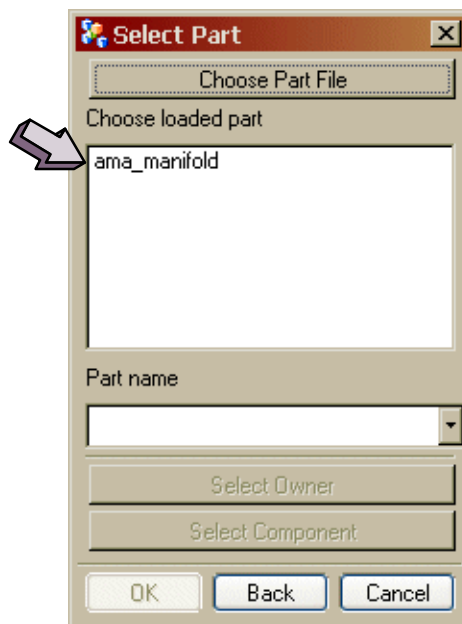 Select Part
Choose Part File
Choose loaded part
ama_manifold
Part name
Select Owner
Select Component
OK Back Cancel